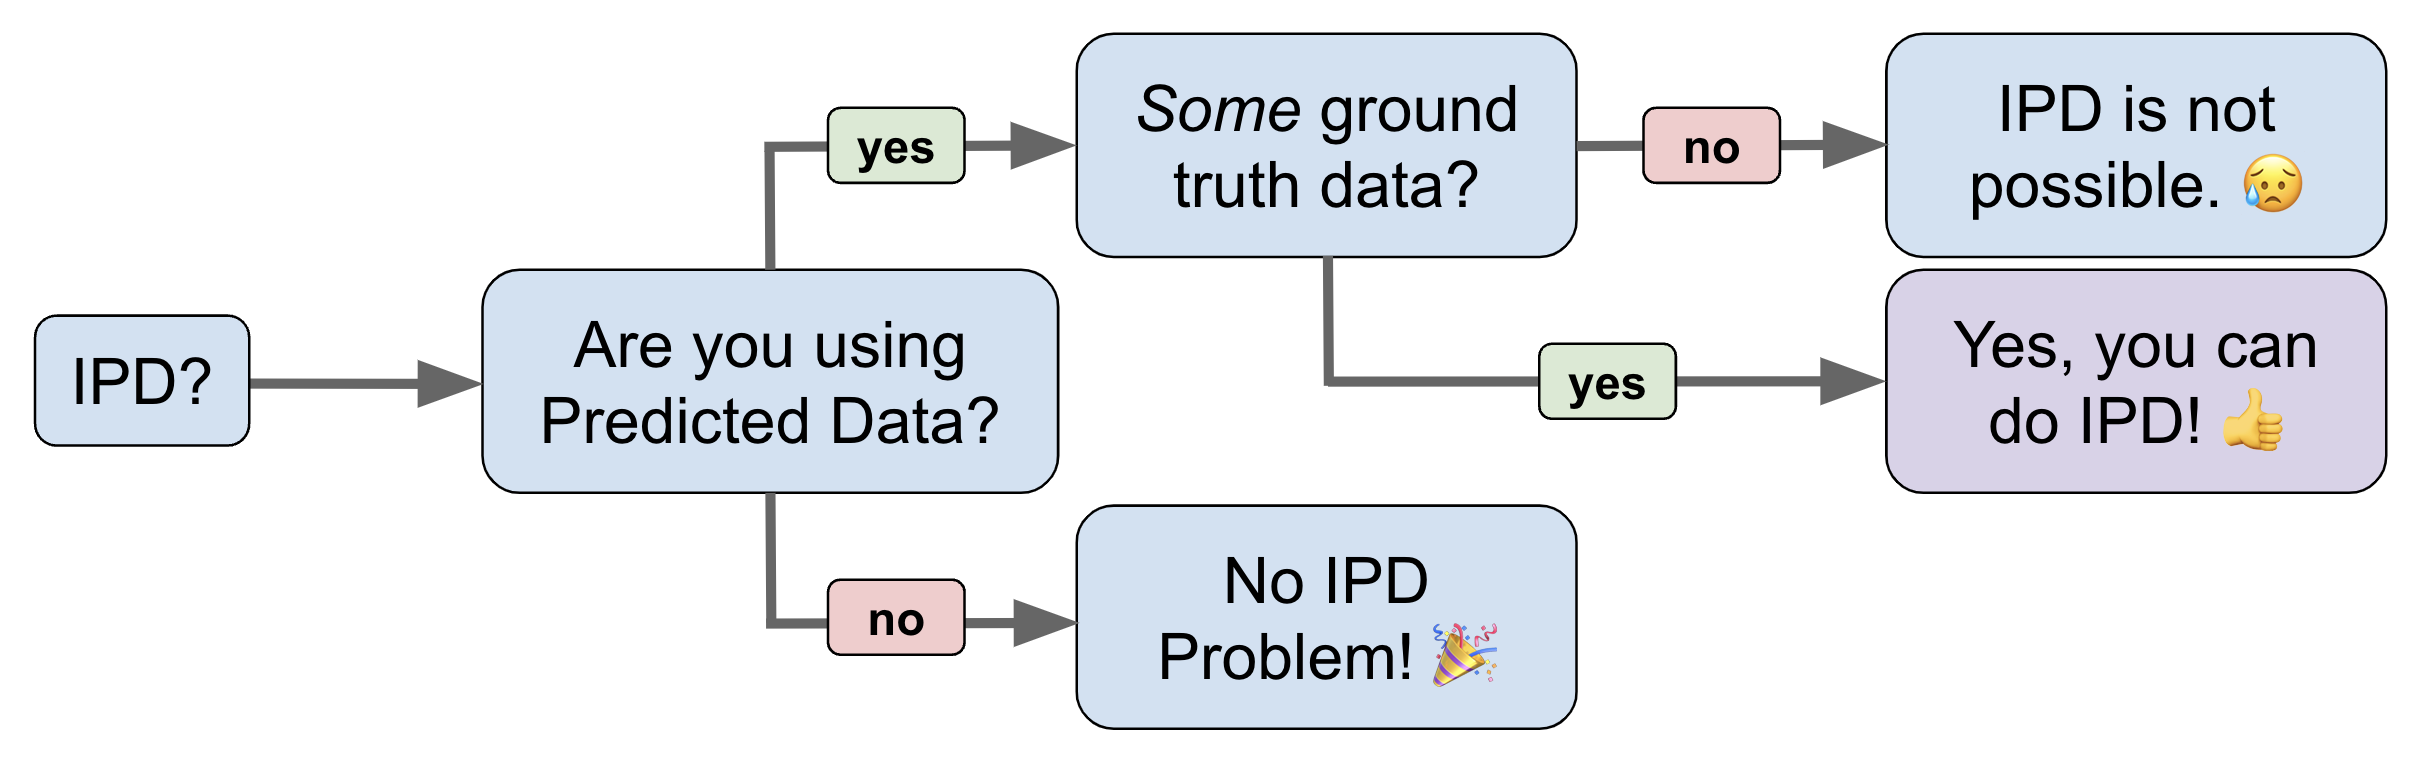 IPD?
Are you using
Predicted Data?
yes
Some ground
truth data?
no
IPD is not
possible. 😥
yes
Yes, you can
do IPD! 👍
no
No IPD
Problem! 🎉